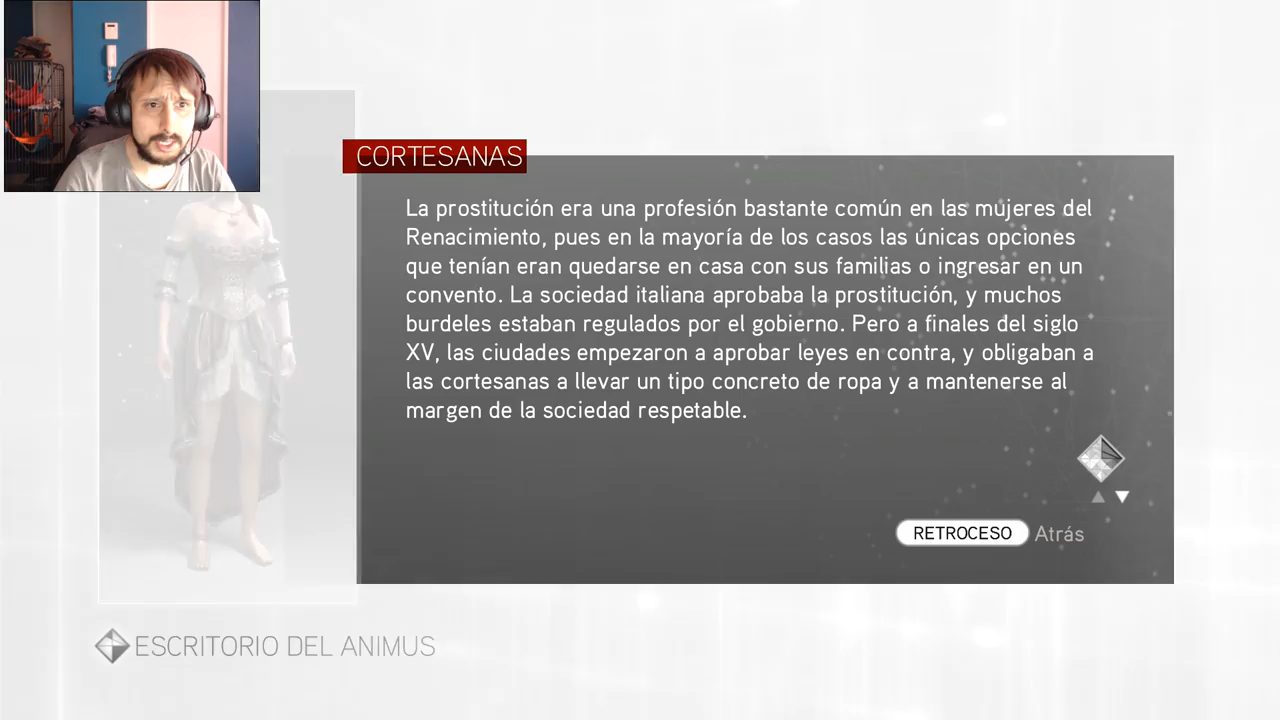 CORTESANAS
La prostitución era una profesión bastante común en las mujeres del
Renacimiento, pues en la mayoría de los casos las únicas opciones
que tenían eran quedarse en casa con sus familias o ingresar en un
convento. La sociedad italiana aprobaba la prostitución, y muchos
burdeles estaban regulados por el gobierno. Pero a finales del siglo
XV, las ciudades empezaron a aprobar leyes en contra, y obligaban a
las cortesanas a llevar un tipo concreto de ropa y a mantenerse al
margen de la sociedad respetable.
RETROCESO Atrás
ESCRITORIO DEL ANIMUS